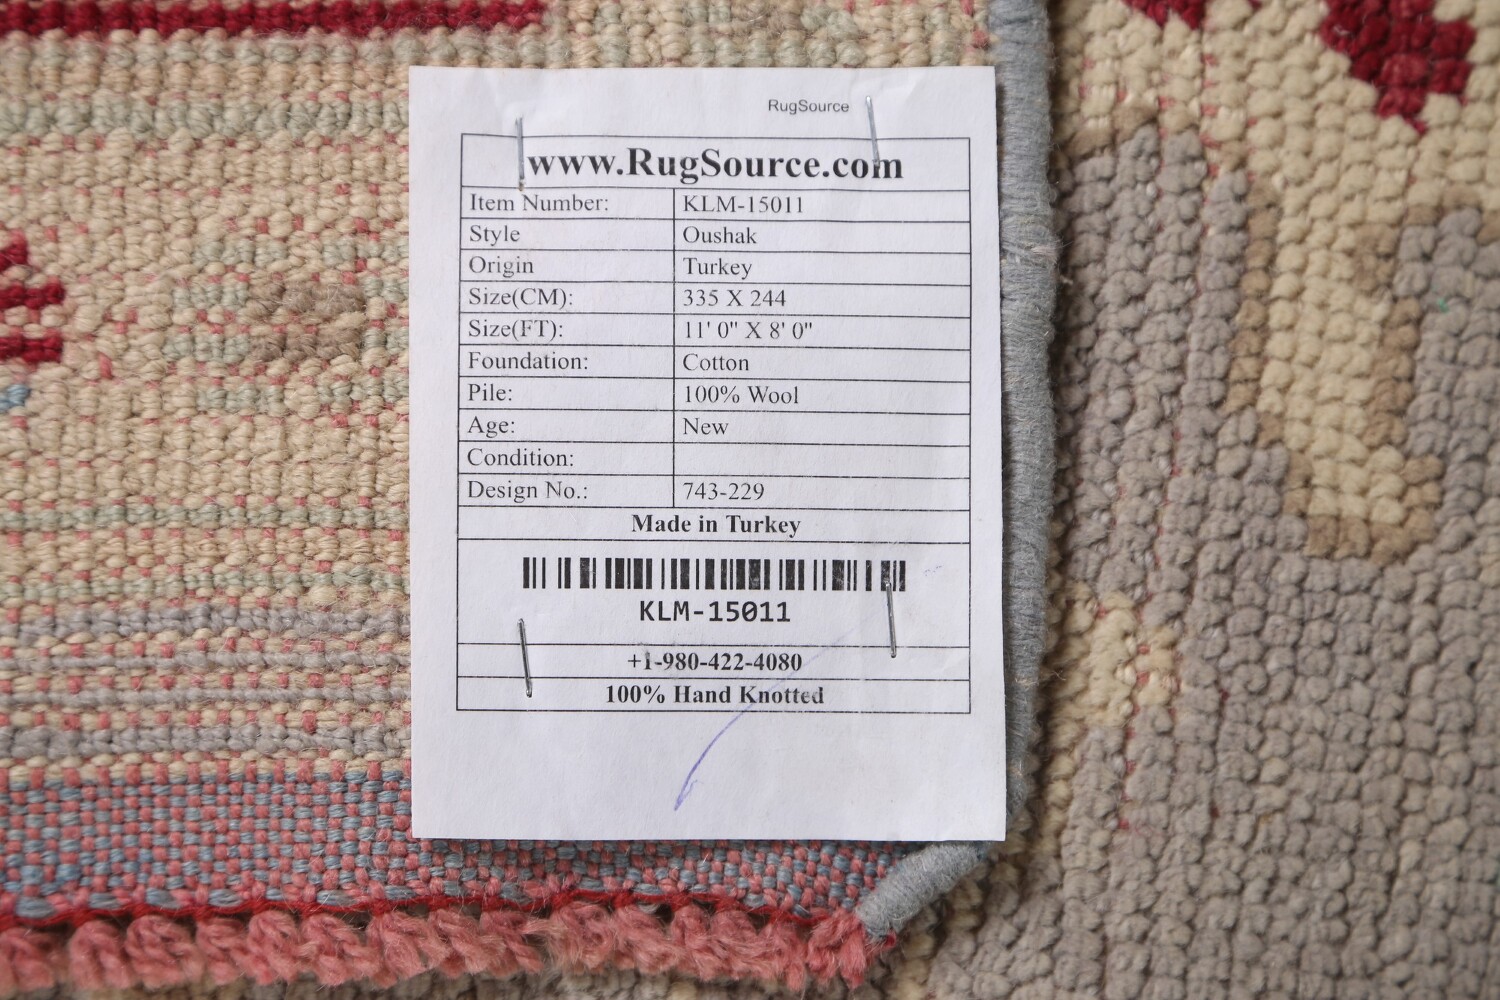 RugSource
www.RugSource.com
Item Number: KLM-15011
Style Oushak
Origin Turkey
Size(CM): 335 X 244
Size(FT): 11' 0" X 8' 0"
Foundation: Cotton
Pile: 100% Wool
Age: New
Condition:
Design No.: 743-229
Made in Turkey
KLM-15011
+1-980-422-4080
100% Hand Knotted